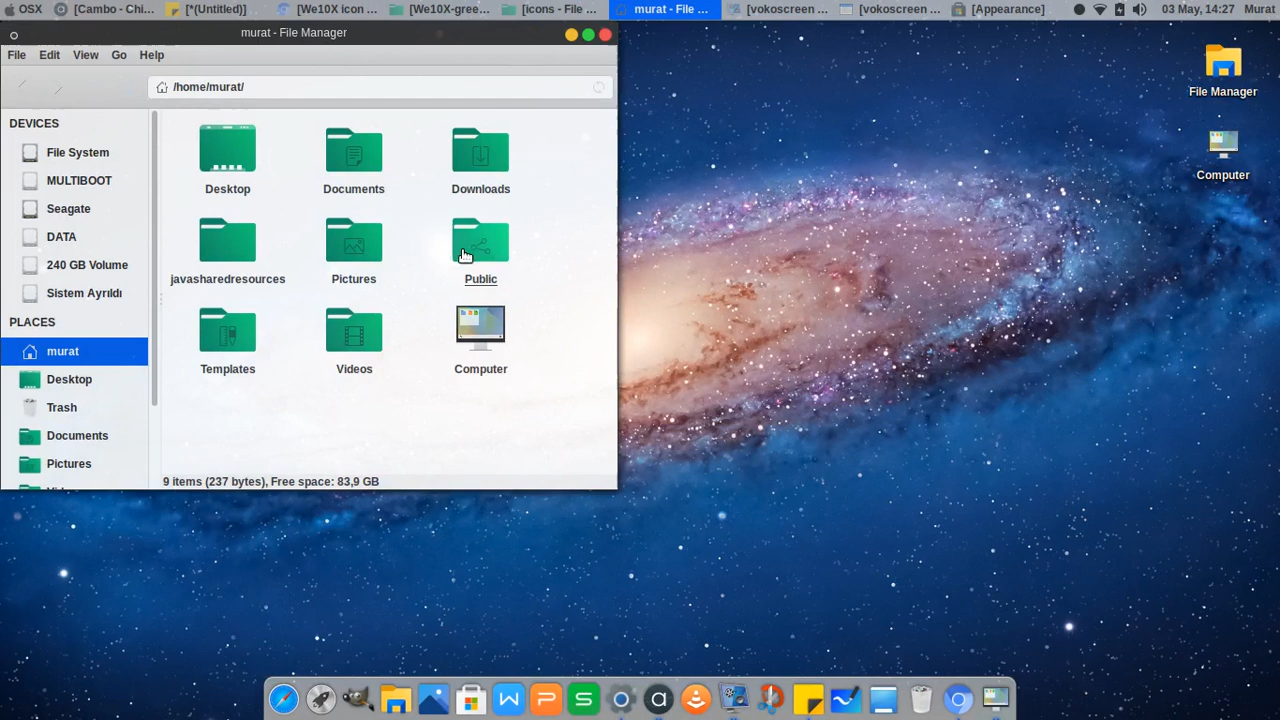 OSX [Cambo - Chi... [*(Untitled)] [We10X icon ... [We10X-gree... [icons - File ... murat - File ... [vokoscreen ... [vokoscreen ... [Appearance] 03 May, 14:27 Murat
murat - File Manager
File Edit View Go Help
/home/murat/
DEVICES
File System
MULTIBOOT
Seagate
DATA
240 GB Volume
Sistem Ayrıldı
PLACES
murat
Desktop
Trash
Documents
Pictures
Desktop Documents Downloads
javasharedresources Pictures Public
Templates Videos Computer
9 items (237 bytes), Free space: 83,9 GB
File Manager
Computer